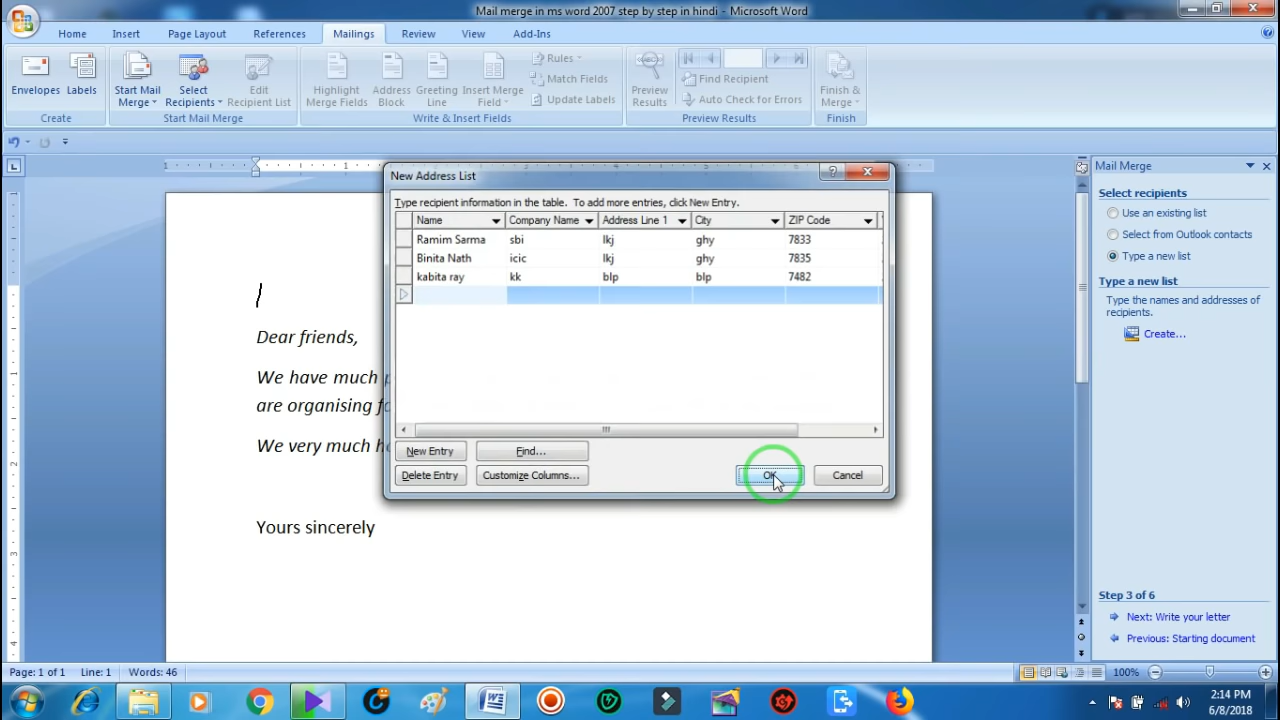 Mail merge in ms word 2007 step by step in hindi - Microsoft Word
Home Insert Page Layout References Mailings Review View Add-Ins
Envelopes Labels
Create
Start Mail Merge Select Recipients Edit Recipient List
Start Mail Merge
Highlight Merge Fields Address Block Greeting Line Insert Merge Field
Rules
Match Fields
Update Labels
Write & Insert Fields
Preview Results
Find Recipient
Auto Check for Errors
Preview Results
Finish & Merge
Finish
New Address List
Type recipient information in the table. To add more entries, click New Entry.
Name Company Name Address Line 1 City ZIP Code
Ramim Sarma sbi lkj ghy 7833
Binita Nath icic lkj ghy 7835
kabita ray kk blp blp 7482
New Entry Find...
Delete Entry Customize Columns... OK Cancel
Dear friends,
We have much
are organising
We very much
Yours sincerely
Mail Merge
Select recipients
Use an existing list
Select from Outlook contacts
Type a new list
Type a new list
Type the names and addresses of
recipients.
Create...
Step 3 of 6
Next: Write your letter
Previous: Starting document
Page: 1 of 1 Line: 1 Words: 46 100%
2:14 PM
6/8/2018